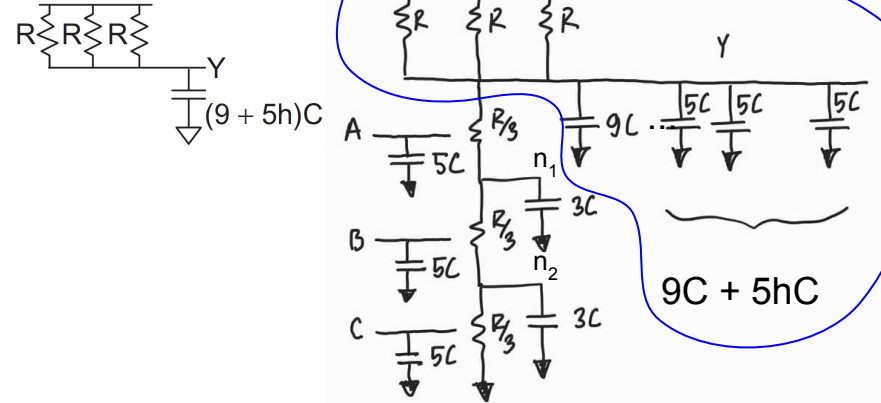 R R R
Y
(9 + 5h)C
R R R
Y
A
5C
R/3
9C ...
5C 5C 5C
n1
3C
B
5C
R/3
n2
9C + 5hC
C
5C
R/3
3C